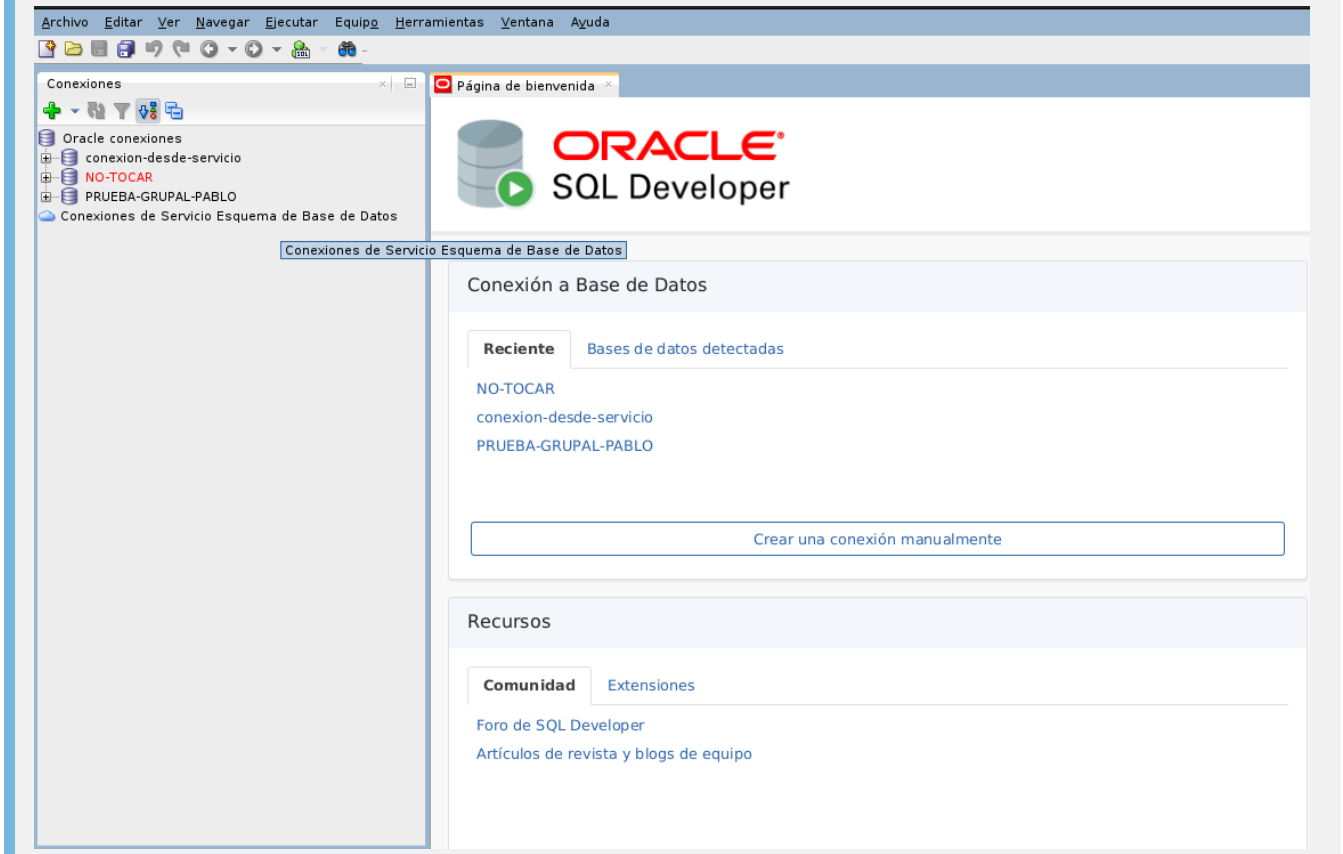 Archivo Editar Ver Navegar Ejecutar Equipo Herramientas Ventana Ayuda
SQL
Conexiones
Página de bienvenida
Oracle conexiones
conexion-desde-servicio
NO-TOCAR
PRUEBA-GRUPAL-PABLO
Conexiones de Servicio Esquema de Base de Datos
Conexiones de Servicio Esquema de Base de Datos
ORACLE
SQL Developer
Conexión a Base de Datos
Reciente Bases de datos detectadas
NO-TOCAR
conexion-desde-servicio
PRUEBA-GRUPAL-PABLO
Crear una conexión manualmente
Recursos
Comunidad Extensiones
Foro de SQL Developer
Artículos de revista y blogs de equipo